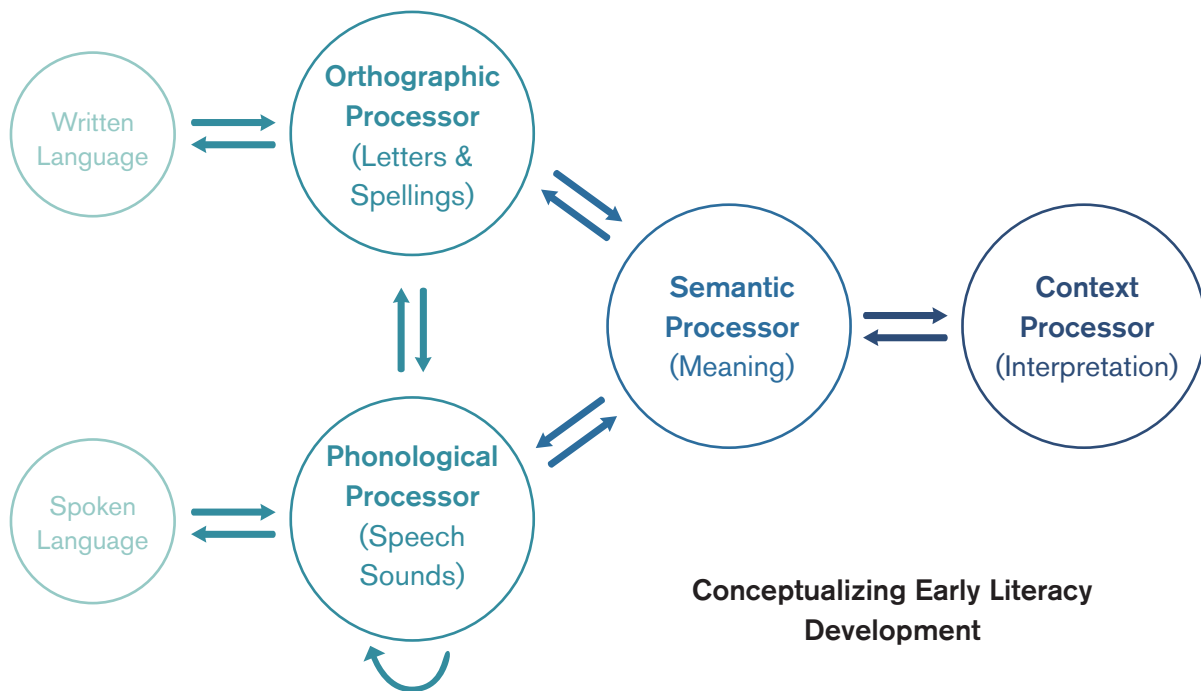 Written
Language
Orthographic
Processor
(Letters &
Spellings)
Semantic
Processor
(Meaning)
Context
Processor
(Interpretation)
Spoken
Language
Phonological
Processor
(Speech
Sounds)
Conceptualizing Early Literacy
Development